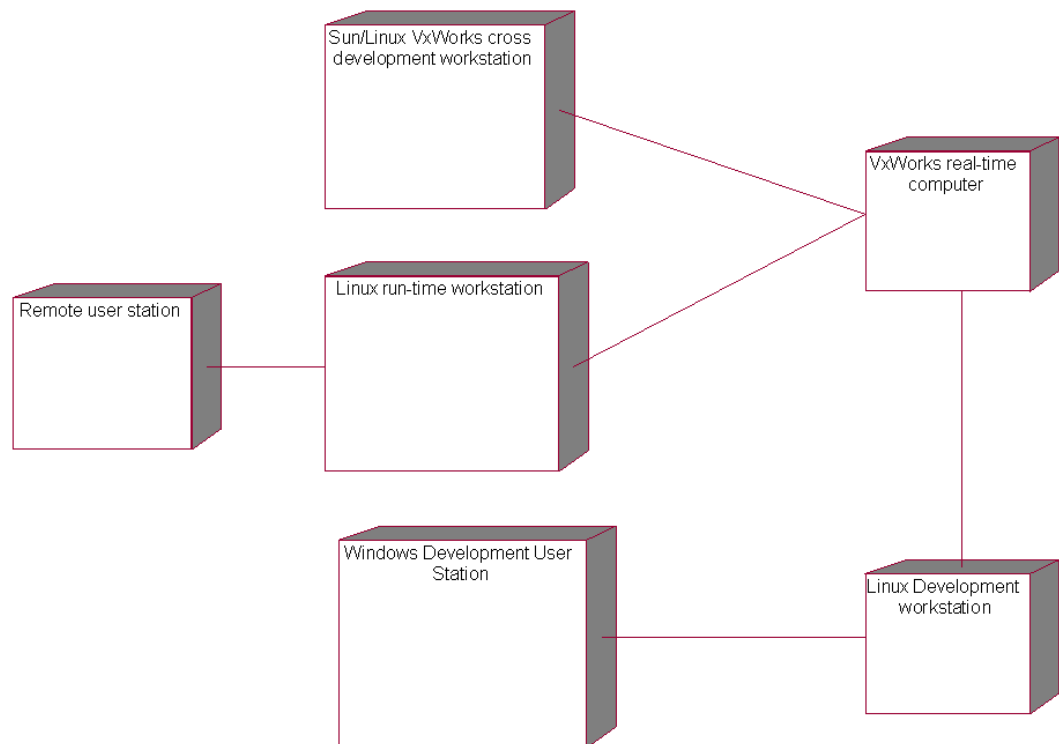 Sun/Linux VxWorks cross
development workstation
VxWorks real-time
computer
Linux run-time workstation
Remote user station
Windows Development User
Station
Linux Development
workstation